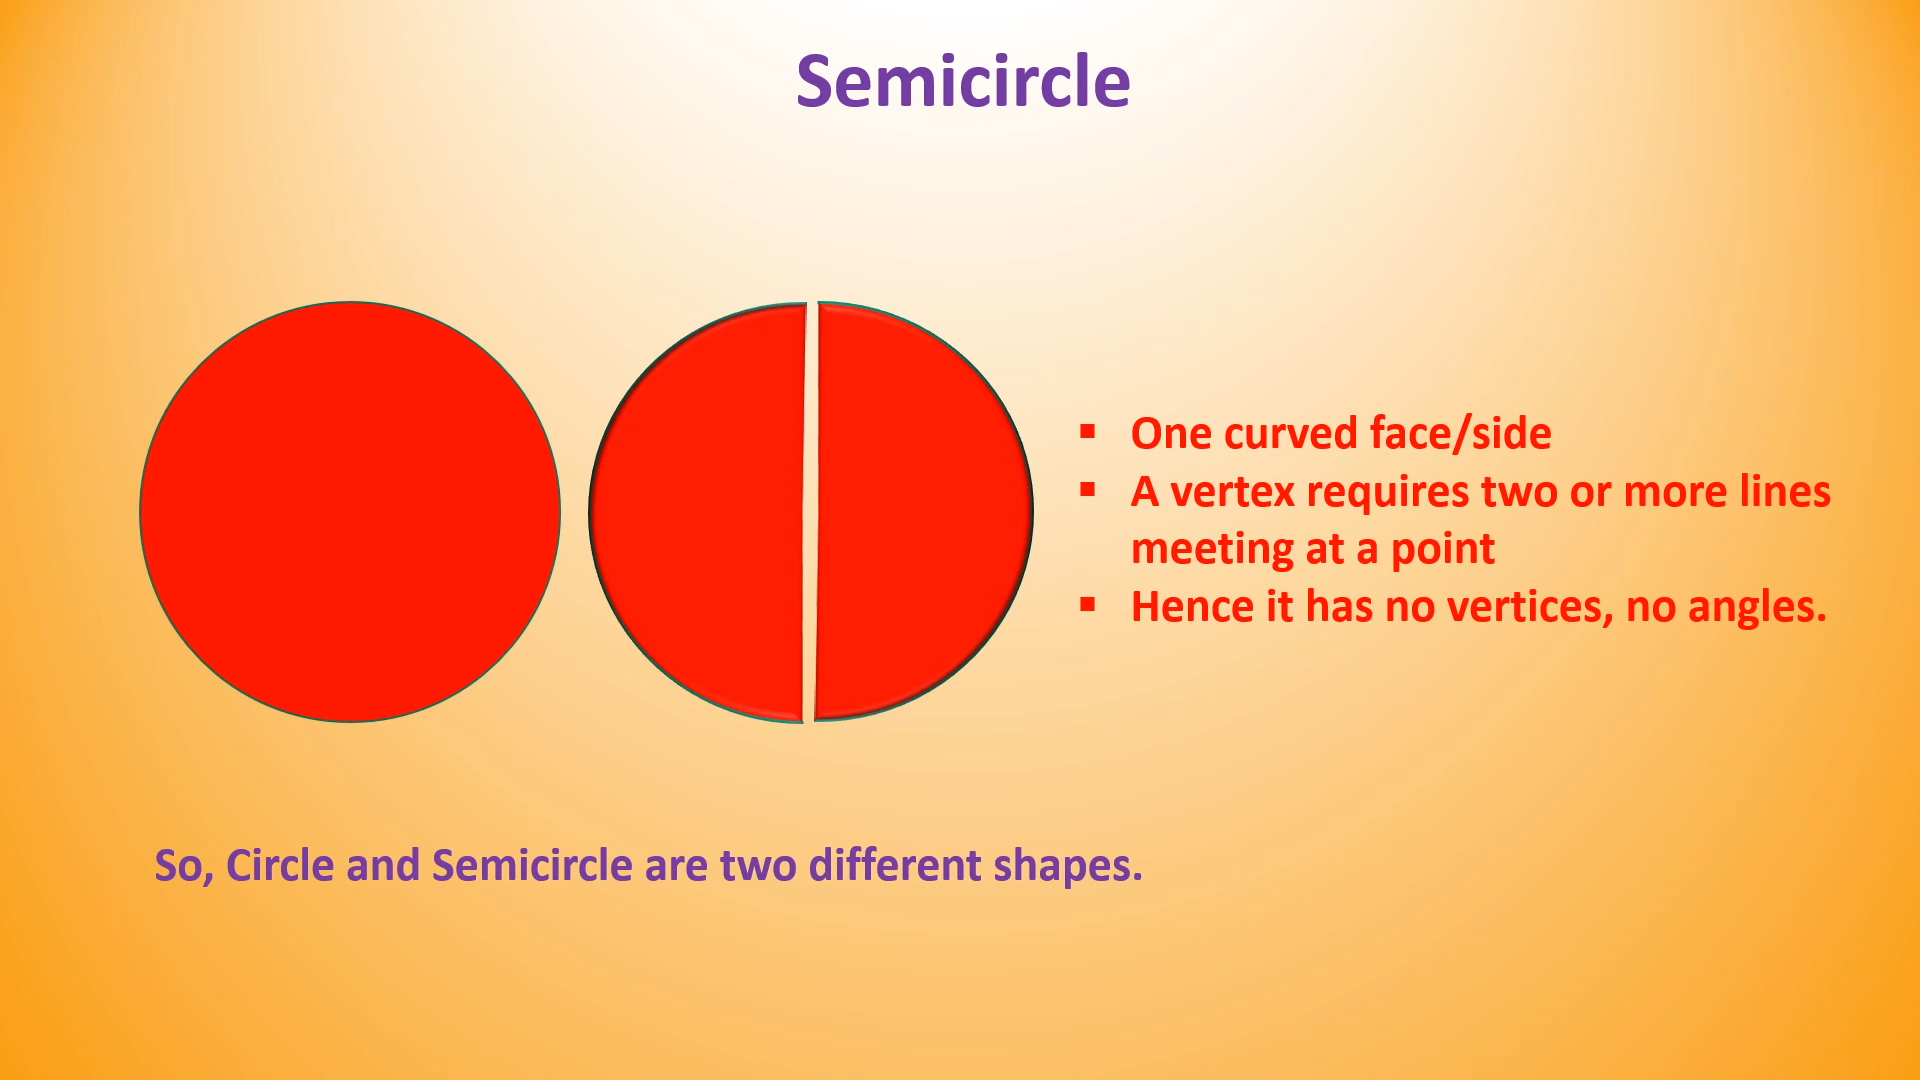 Semicircle
▪ One curved face/side
▪ A vertex requires two or more lines
meeting at a point
▪ Hence it has no vertices, no angles.
So, Circle and Semicircle are two different shapes.